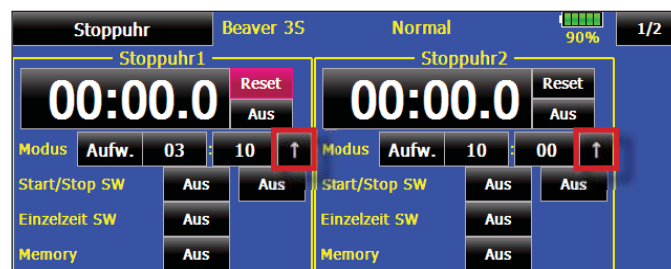 Stoppuhr Beaver 3S Normal 90% 1/2
Stoppuhr1 Stoppuhr2
00:00.0 Reset 00:00.0 Reset
Aus Aus
Modus Aufw. 03 : 10 ↑ Modus Aufw. 10 : 00 ↑
Start/Stop SW Aus Aus Start/Stop SW Aus Aus
Einzelzeit SW Aus Einzelzeit SW Aus
Memory Aus Memory Aus